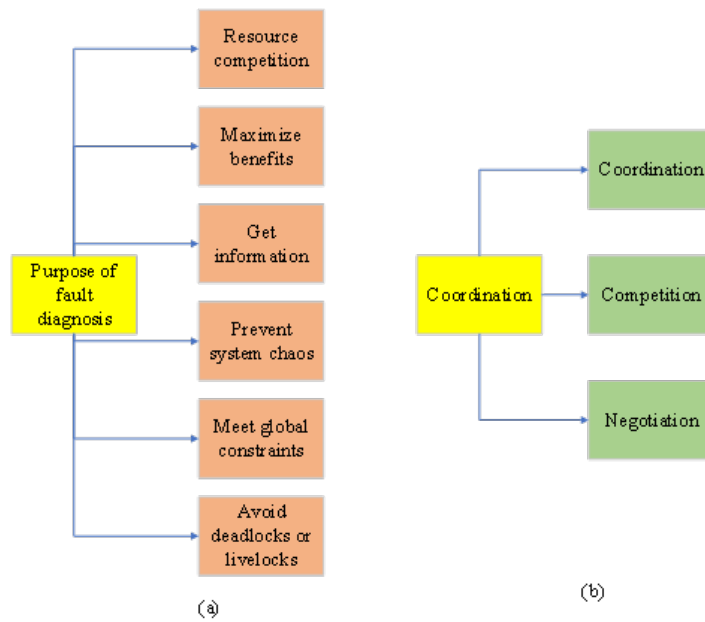 Resource
competition
Maximize
benefits
Get
information
Purpose of
fault
diagnosis
Prevent
system chaos
Meet global
constraints
Avoid
deadlocks or
livelocks
(a)
Coordination
Coordination
Competition
Negotiation
(b)